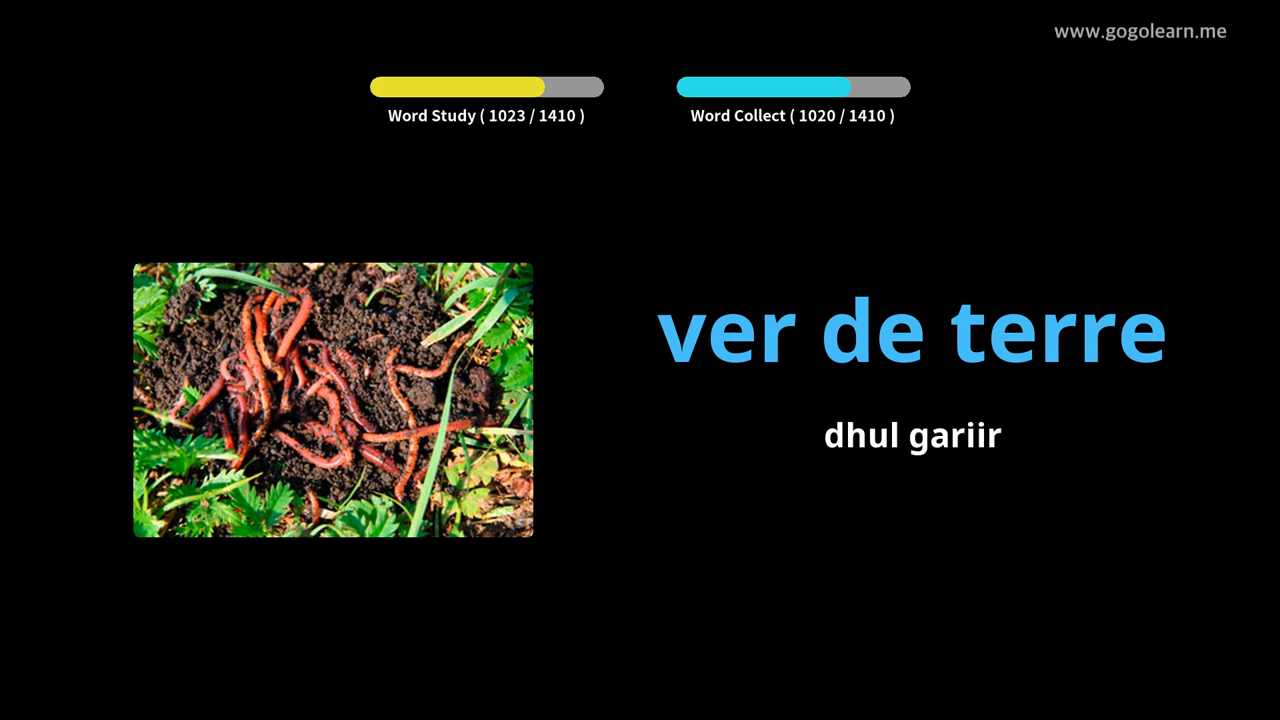 www.gogolearn.me
Word Study ( 1023 / 1410 )
Word Collect ( 1020 / 1410 )
ver de terre
dhul gariir